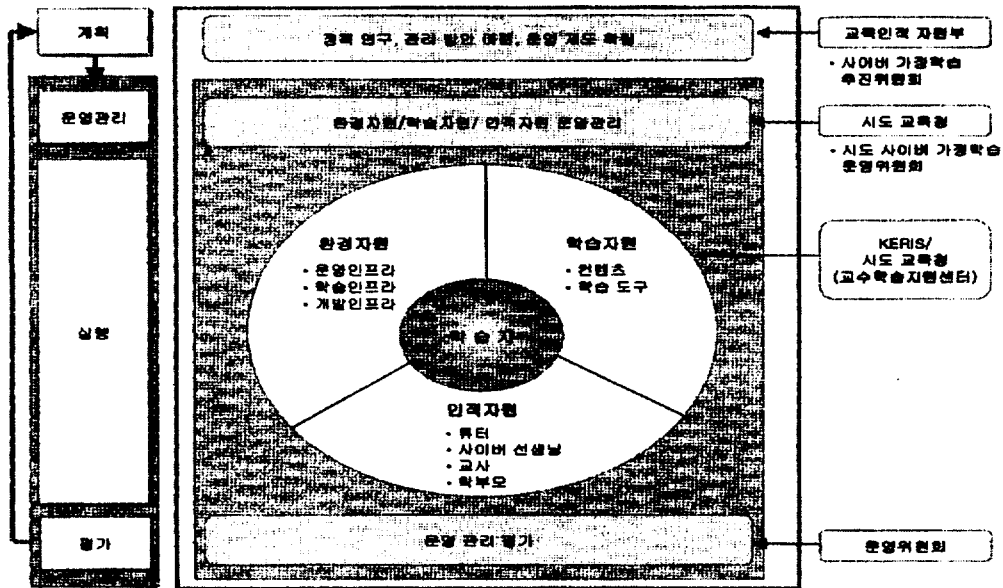 계획
정책 연구, 관리 방안 마련, 운영 제도 확립
교육인적 자원부
• 사이버 가정학습
추진위원회
운영관리
환경자원/학습자원/ 인적자원 운영관리
시도 교육청
• 시도 사이버 가정학습
운영위원회
환경자원
• 운영인프라
• 학습인프라
• 개발인프라
학습자원
• 컨텐츠
• 학습 도구
KERIS/
시도 교육청
(교수학습지원센터)
실행
학 습 자
인적자원
• 튜터
• 사이버 선생님
• 교사
• 학부모
평가
운영 관리 평가
운영위원회